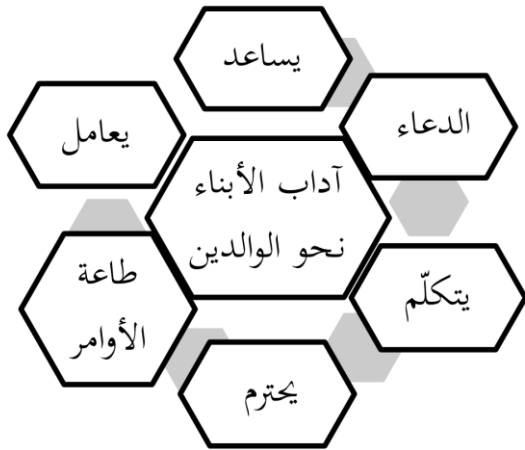 يساعد
الدعاء
يعامل
آداب الأبناء
نحو الوالدين
يتكلّم
طاعة
الأوامر
يحترم